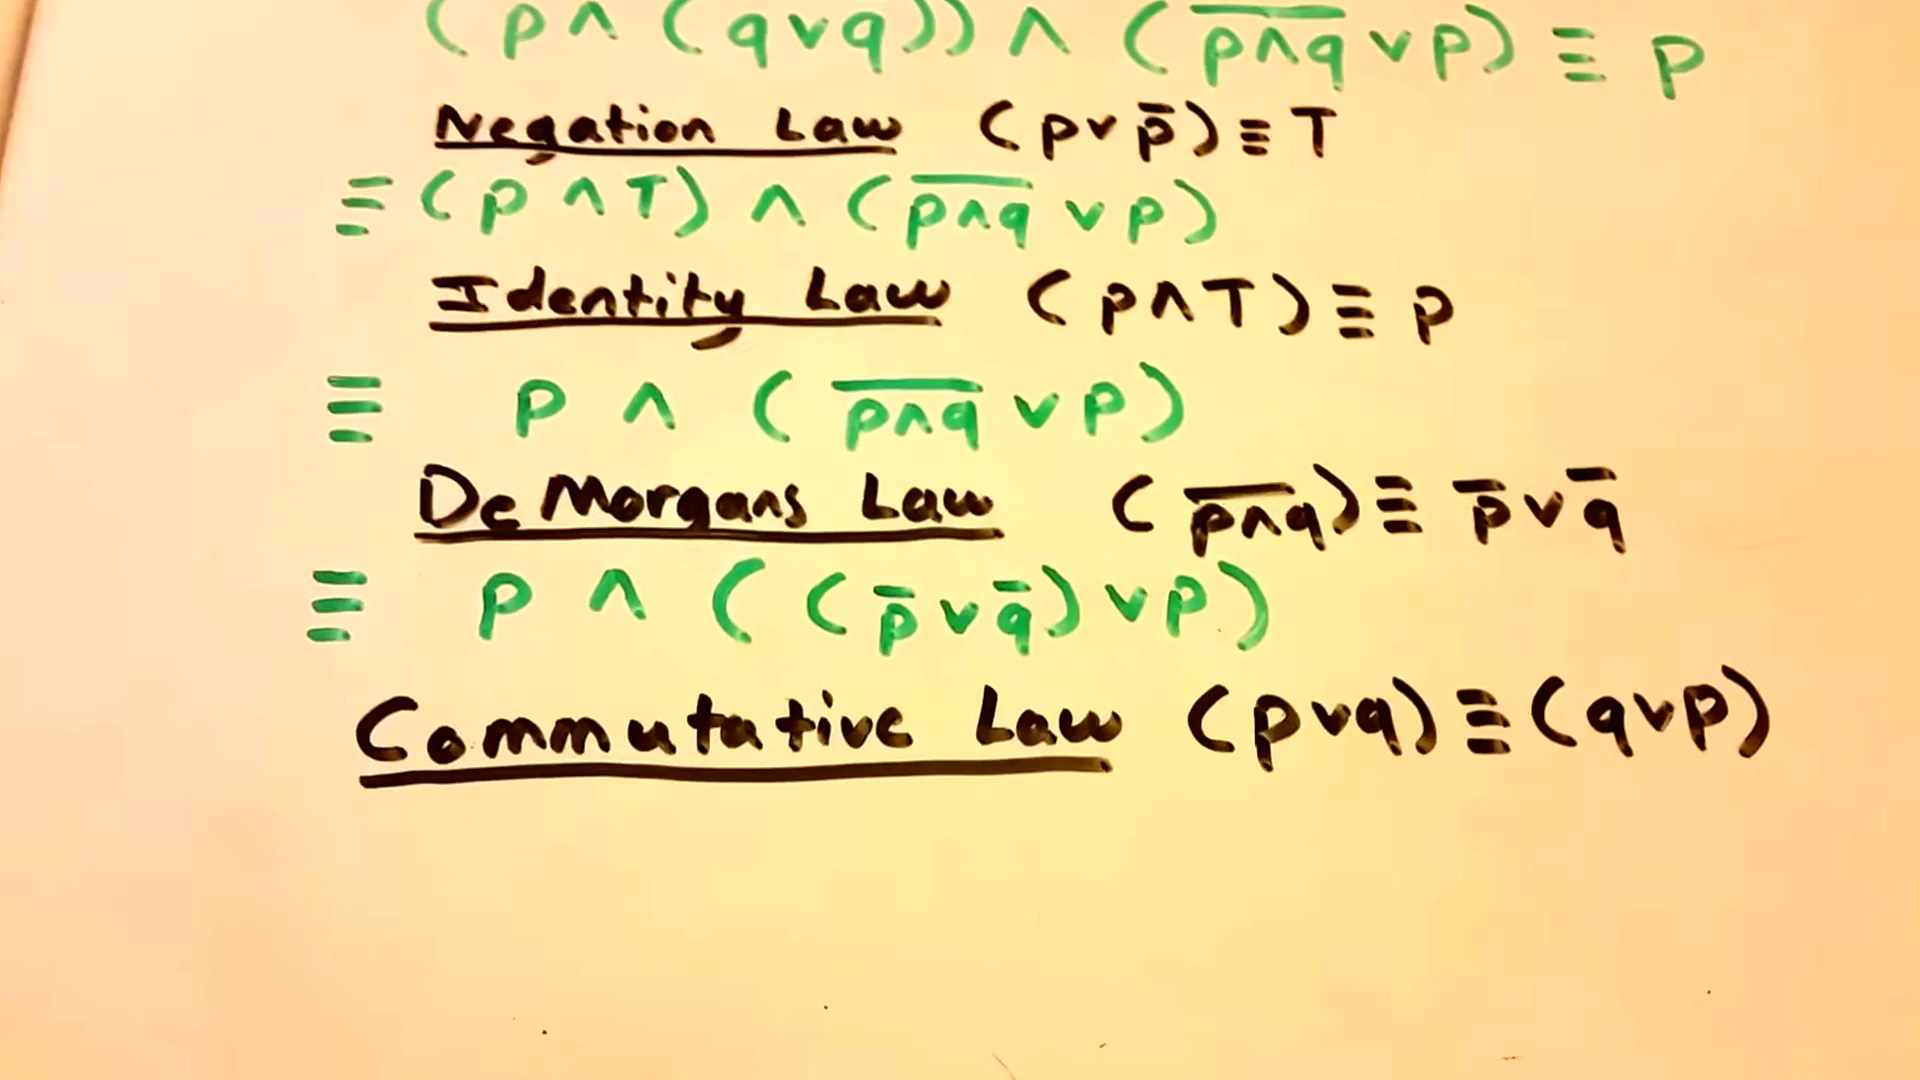 (p∧(q∨q))∧(p̅∧̅q̅∨p)≡p
Negation Law (p∨p̅)≡T
≡(p∧T)∧(p̅∧̅q̅∨p)
Identity Law (p∧T)≡p
≡ p∧(p̅∧̅q̅∨p)
De Morgans Law (p̅∧̅q̅)≡p̅∨q̅
≡ p∧((p̅∨q̅)∨p)
Commutative Law (p∨q)≡(q∨p)